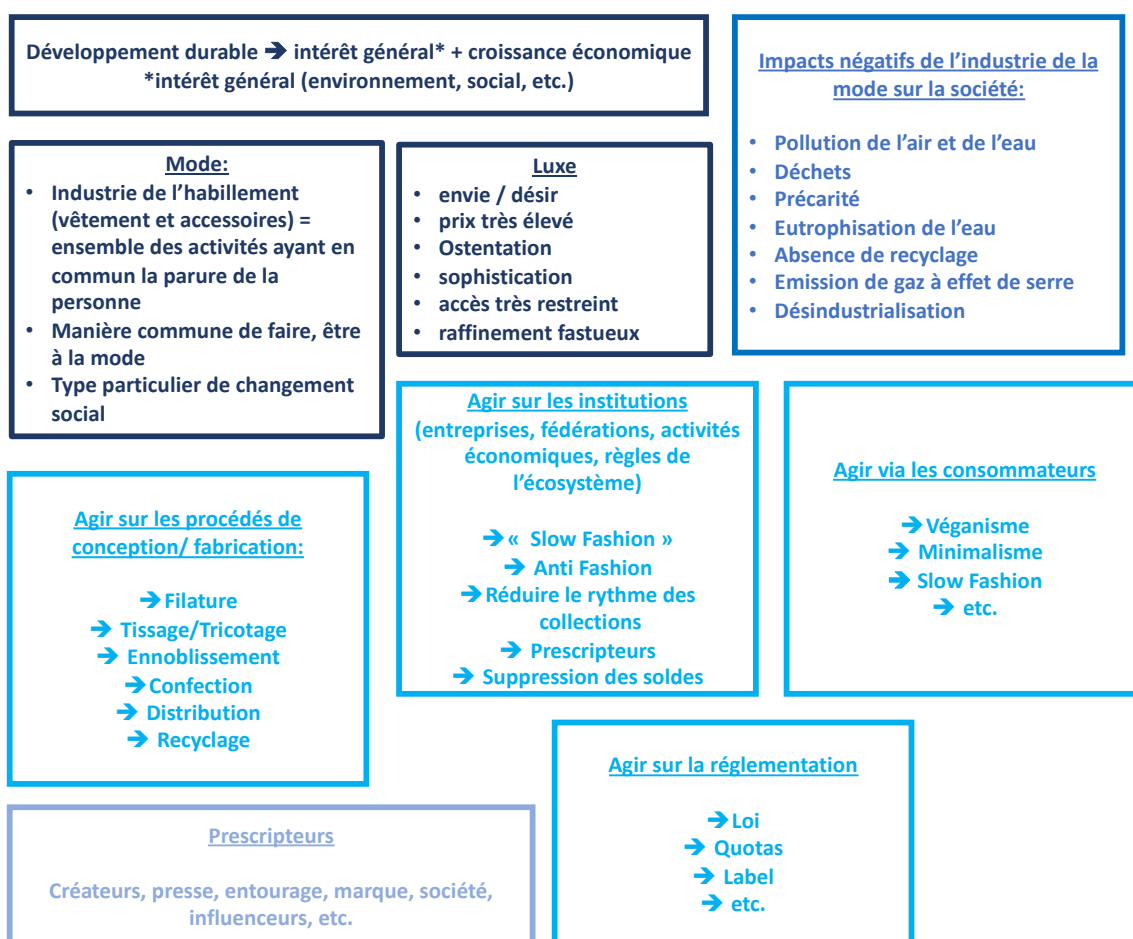 Développement durable ➔ intérêt général* + croissance économique
*intérêt général (environnement, social, etc.)
Impacts négatifs de l'industrie de la
mode sur la société:
• Pollution de l'air et de l'eau
• Déchets
• Précarité
• Eutrophisation de l'eau
• Absence de recyclage
• Emission de gaz à effet de serre
• Désindustrialisation
Mode:
• Industrie de l'habillement
(vêtement et accessoires) =
ensemble des activités ayant en
commun la parure de la
personne
• Manière commune de faire, être
à la mode
• Type particulier de changement
social
Luxe
• envie / désir
• prix très élevé
• Ostentation
• sophistication
• accès très restreint
• raffinement fastueux
Agir sur les institutions
(entreprises, fédérations, activités
économiques, règles de
l'écosystème)
➔ « Slow Fashion »
➔ Anti Fashion
➔ Réduire le rythme des
collections
➔ Prescripteurs
➔ Suppression des soldes
Agir via les consommateurs
➔ Véganisme
➔ Minimalisme
➔ Slow Fashion
➔ etc.
Agir sur les procédés de
conception/ fabrication:
➔ Filature
➔ Tissage/Tricotage
➔ Ennoblissement
➔ Confection
➔ Distribution
➔ Recyclage
Agir sur la réglementation
➔ Loi
➔ Quotas
➔ Label
➔ etc.
Prescripteurs
Créateurs, presse, entourage, marque, société,
influenceurs, etc.